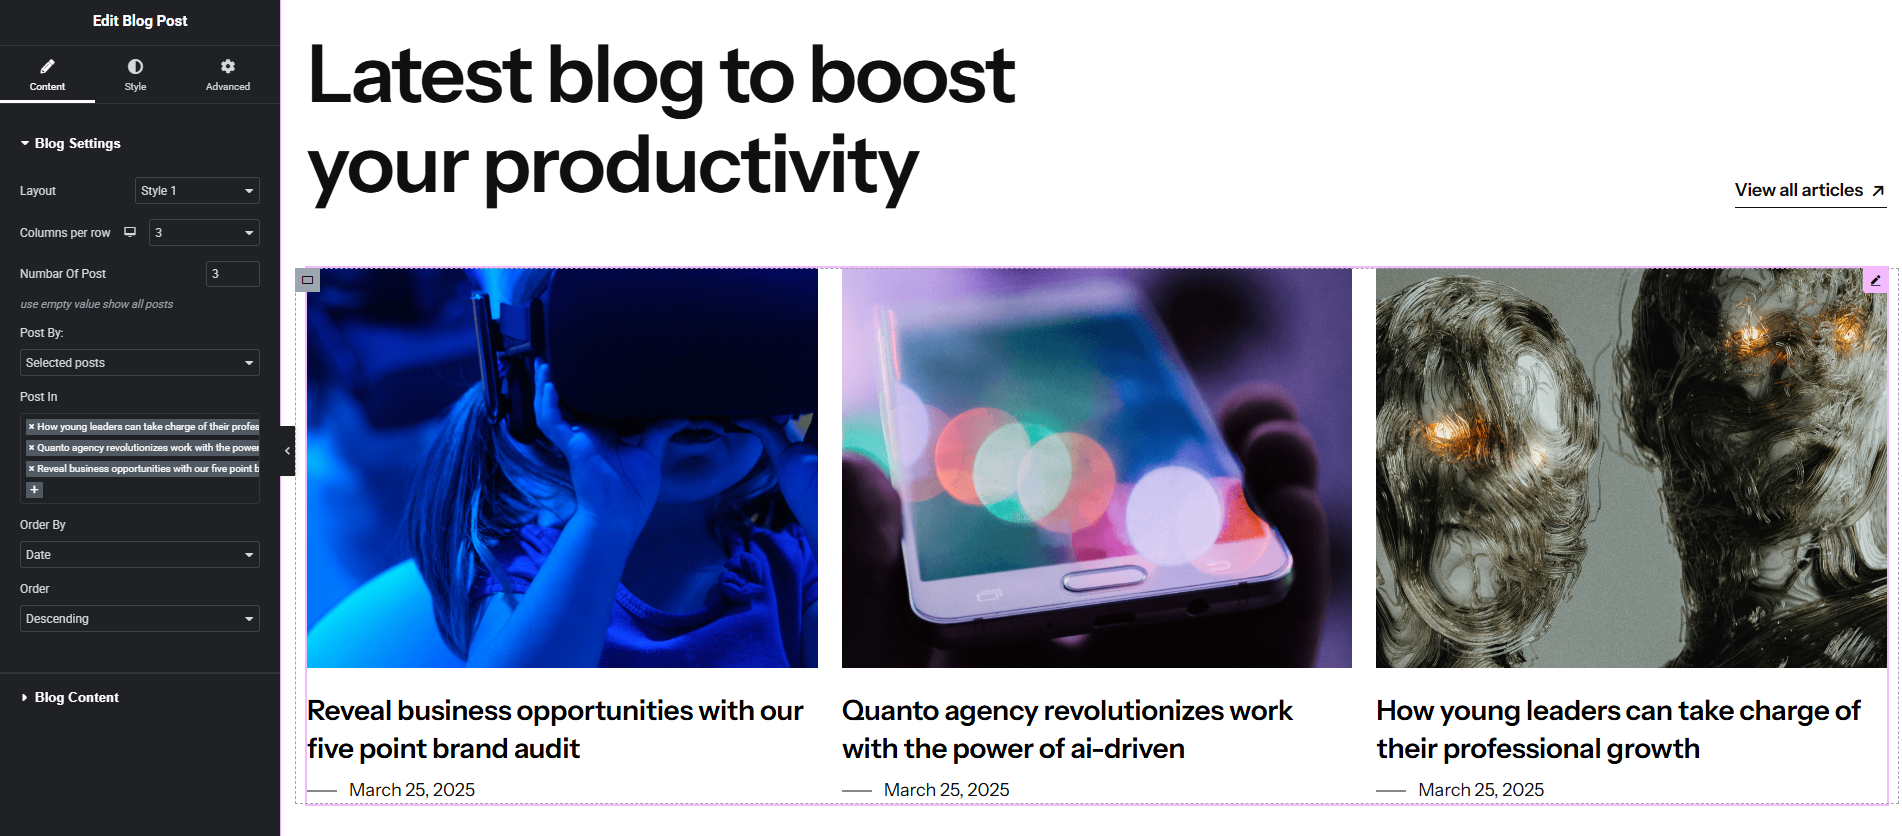 Edit Blog Post
Content
Style
Advanced
Blog Settings
Layout
Style 1
Columns per row
3
Numbar Of Post
3
use empty value show all posts
Post By:
Selected posts
Post In
× How young leaders can take charge of their profes
× Quanto agency revolutionizes work with the power
× Reveal business opportunities with our five point b
+
Order By
Date
Order
Descending
Blog Content
Latest blog to boost
your productivity
View all articles
Reveal business opportunities with our
five point brand audit
March 25, 2025
Quanto agency revolutionizes work
with the power of ai-driven
March 25, 2025
How young leaders can take charge of
their professional growth
March 25, 2025